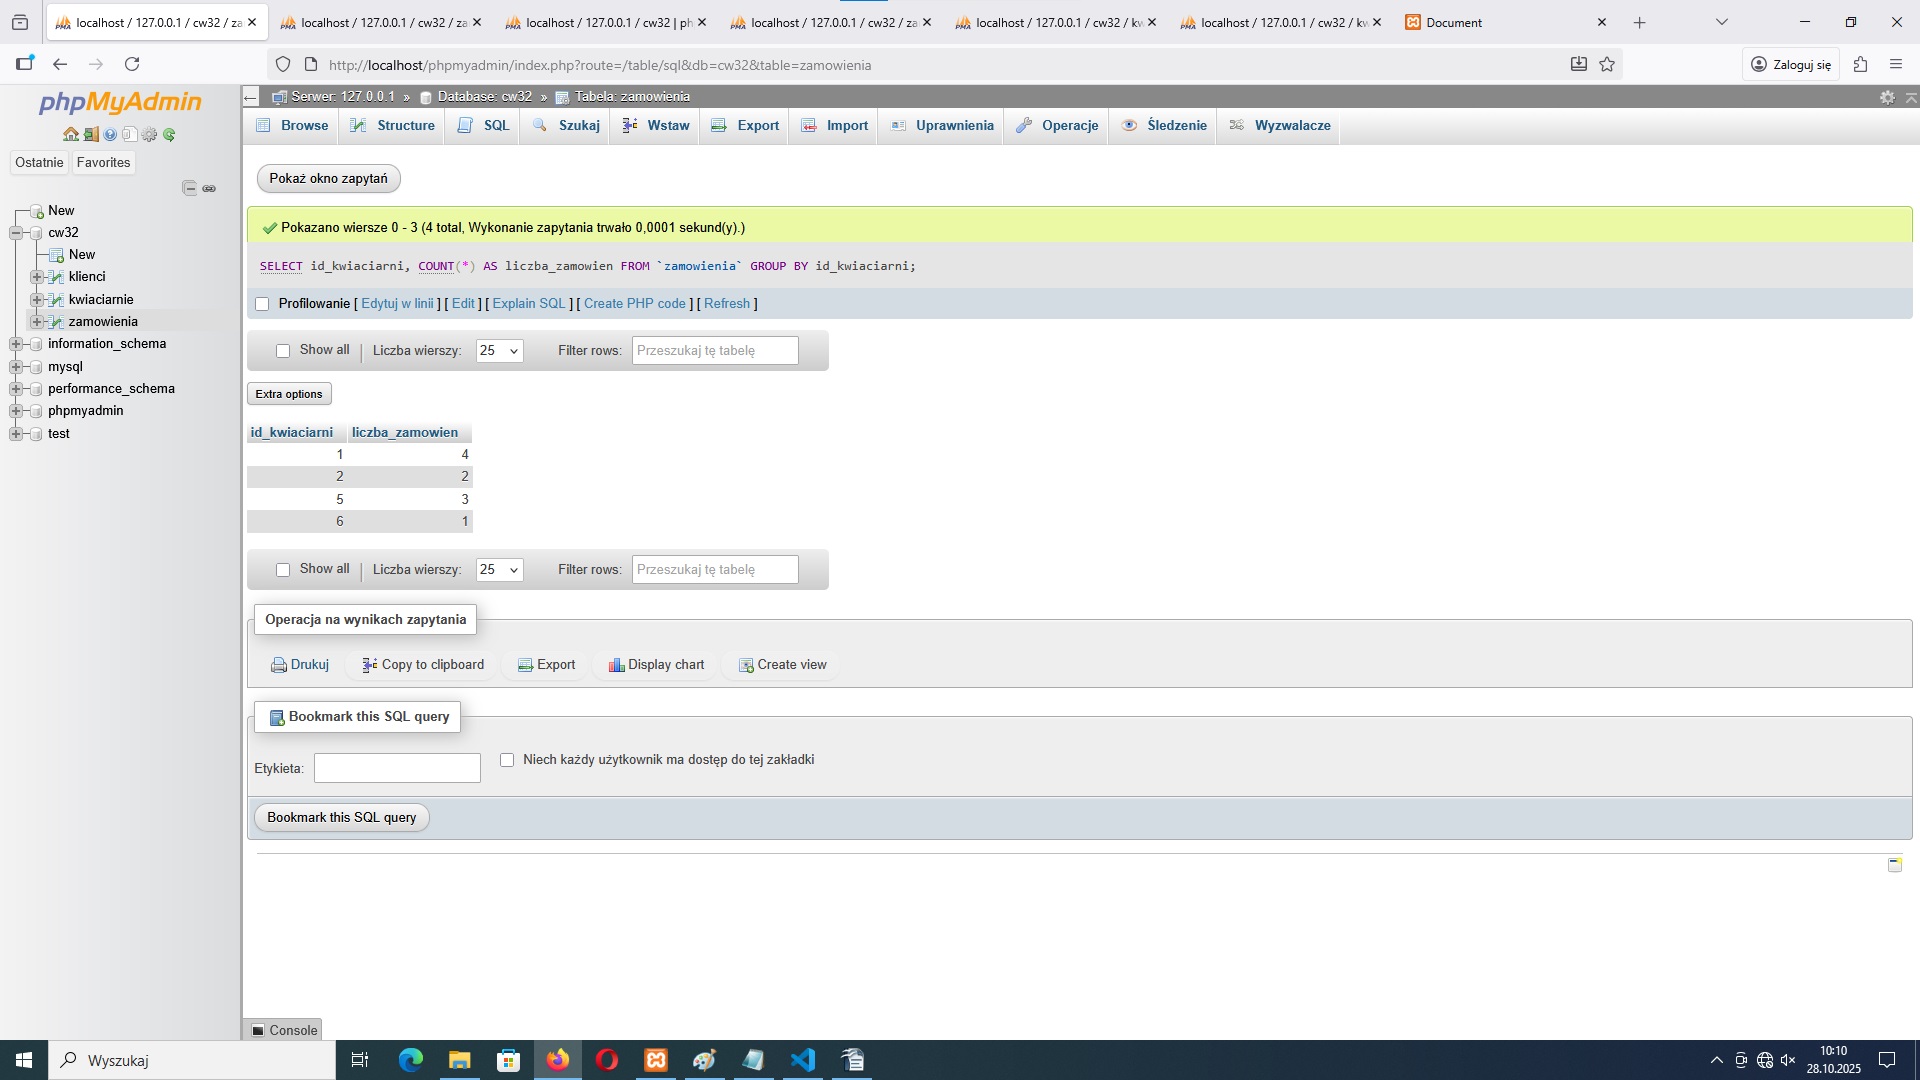 localhost / 127.0.0.1 / cw32 / za
localhost / 127.0.0.1 / cw32 / za
localhost / 127.0.0.1 / cw32 | ph
localhost / 127.0.0.1 / cw32 / za
localhost / 127.0.0.1 / cw32 / kw
localhost / 127.0.0.1 / cw32 / kw
Document
http://localhost/phpmyadmin/index.php?route=/table/sql&db=cw32&table=zamowienia
Zaloguj się
phpMyAdmin
Ostatnie
Favorites
New
cw32
New
klienci
kwiaciarnie
zamowienia
information_schema
mysql
performance_schema
phpmyadmin
test
Serwer: 127.0.0.1 » Database: cw32 » Tabela: zamowienia
Browse
Structure
SQL
Szukaj
Wstaw
Export
Import
Uprawnienia
Operacje
Śledzenie
Wyzwalacze
Pokaż okno zapytań
Pokazano wiersze 0 - 3 (4 total, Wykonanie zapytania trwało 0,0001 sekund(y).)
SELECT id_kwiaciarni, COUNT(*) AS liczba_zamowien FROM `zamowienia` GROUP BY id_kwiaciarni;
Profilowanie [ Edytuj w linii ] [ Edit ] [ Explain SQL ] [ Create PHP code ] [ Refresh ]
Show all | Liczba wierszy: 25 Filter rows: Przeszukaj tę tabelę
Extra options
id_kwiaciarni liczba_zamowien
1 4
2 2
5 3
6 1
Show all | Liczba wierszy: 25 Filter rows: Przeszukaj tę tabelę
Operacja na wynikach zapytania
Drukuj
Copy to clipboard
Export
Display chart
Create view
Bookmark this SQL query
Etykieta:
Niech każdy użytkownik ma dostęp do tej zakładki
Bookmark this SQL query
Console
Wyszukaj
10:10
28.10.2025